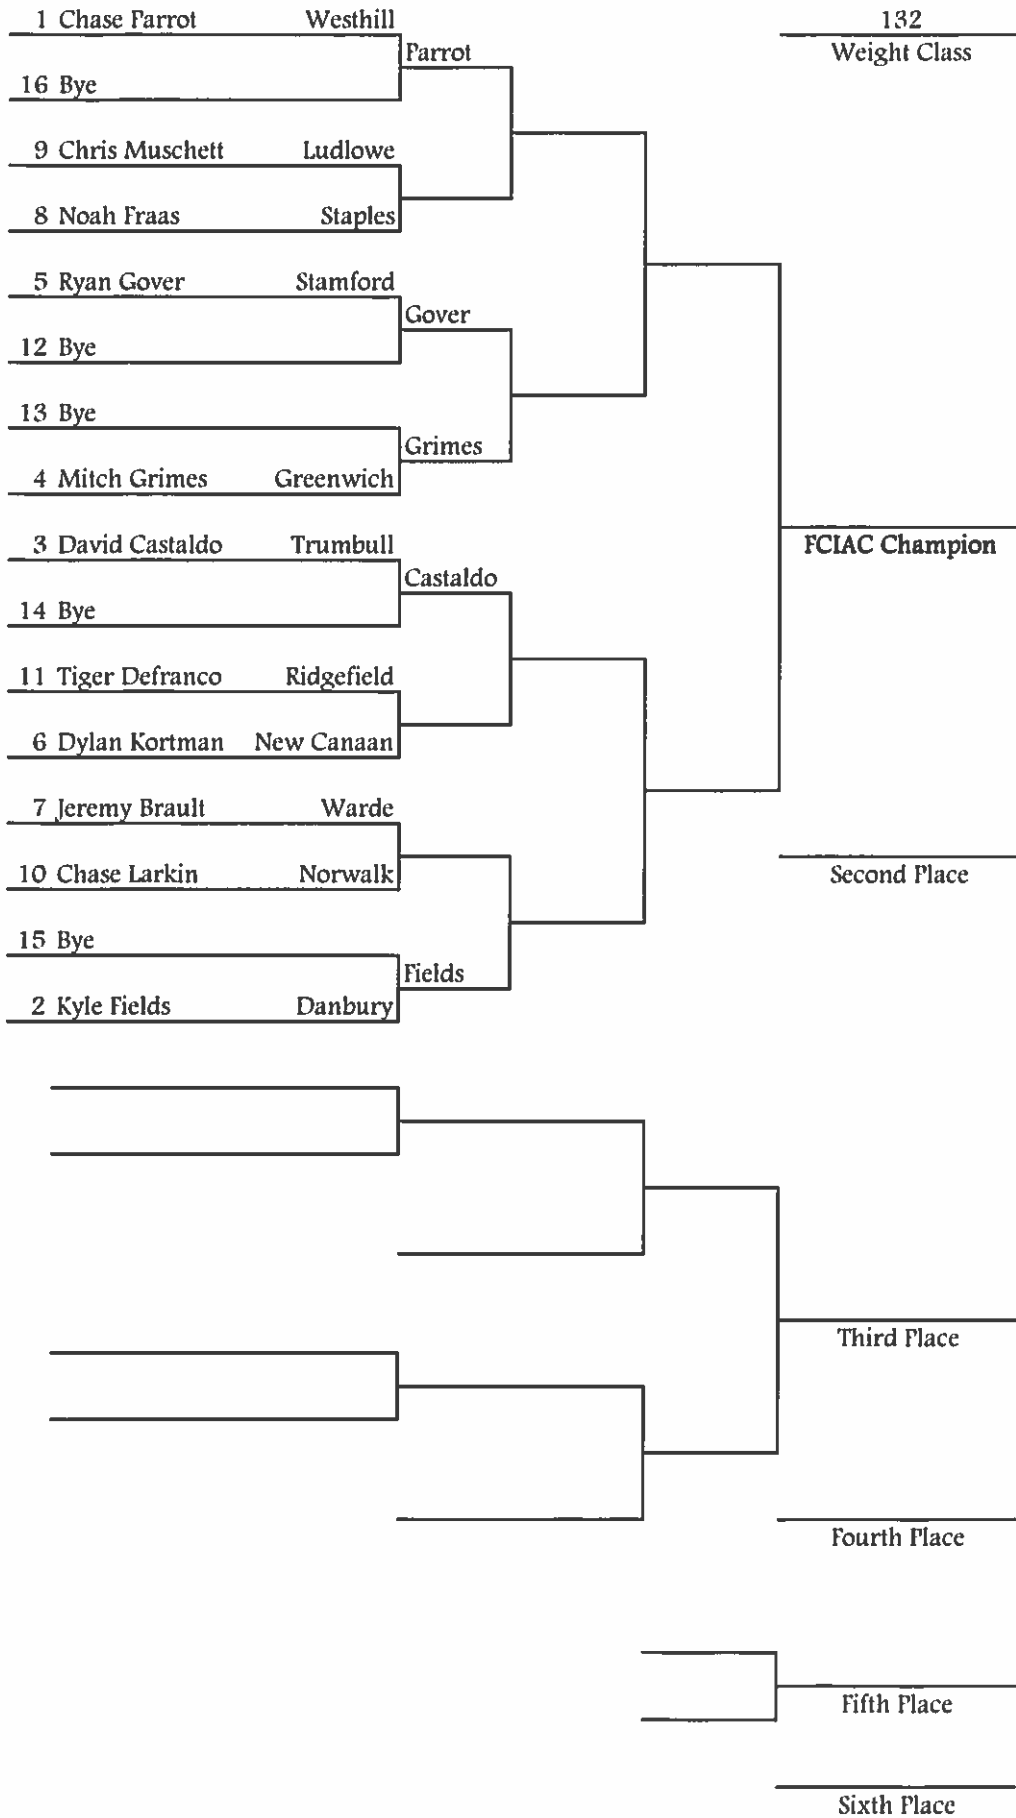 1 Chase Parrot Westhill
132
Parrot
Weight Class
16 Bye
9 Chris Muschett Ludlowe
8 Noah Fraas Staples
5 Ryan Gover Stamford
Gover
12 Bye
13 Bye
Grimes
4 Mitch Grimes Greenwich
3 David Castaldo Trumbull
FCIAC Champion
Castaldo
14 Bye
11 Tiger Defranco Ridgefield
6 Dylan Kortman New Canaan
7 Jeremy Brault Warde
10 Chase Larkin Norwalk
Second Place
15 Bye
Fields
2 Kyle Fields Danbury
Third Place
Fourth Place
Fifth Place
Sixth Place